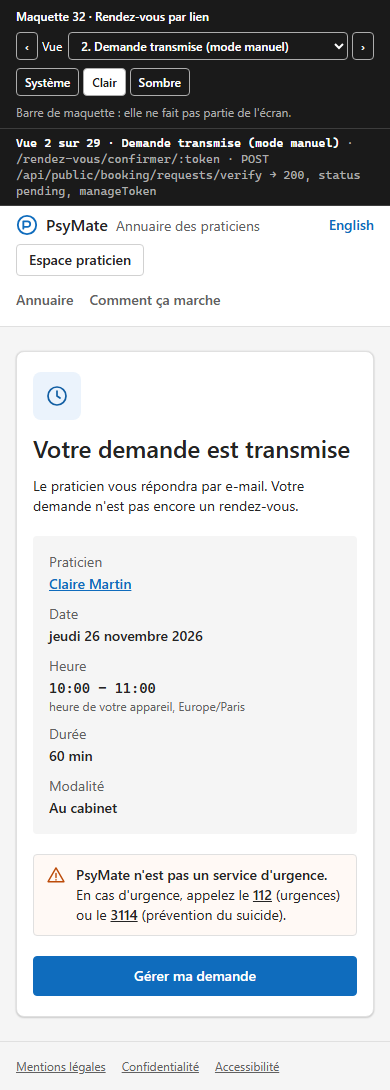 Maquette 32 · Rendez-vous par lien
‹ Vue 2. Demande transmise (mode manuel) ›
Système Clair Sombre
Barre de maquette : elle ne fait pas partie de l'écran.
Vue 2 sur 29 · Demande transmise (mode manuel) ·
/rendez-vous/confirmer/:token · POST
/api/public/booking/requests/verify → 200, status
pending, manageToken
PsyMate Annuaire des praticiens English
Espace praticien
Annuaire Comment ça marche
Votre demande est transmise
Le praticien vous répondra par e-mail. Votre
demande n'est pas encore un rendez-vous.
Praticien
Claire Martin
Date
jeudi 26 novembre 2026
Heure
10:00 – 11:00
heure de votre appareil, Europe/Paris
Durée
60 min
Modalité
Au cabinet
PsyMate n'est pas un service d'urgence.
En cas d'urgence, appelez le 112 (urgences)
ou le 3114 (prévention du suicide).
Gérer ma demande
Mentions légales Confidentialité Accessibilité